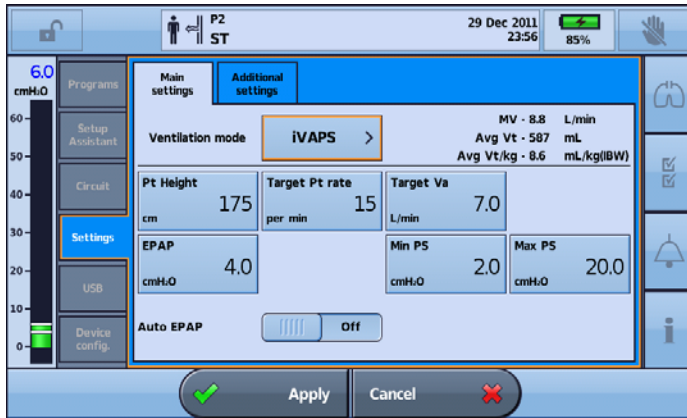 P2
ST
29 Dec 2011
23:56
85%
6.0
cmH2O
60
50
40
30
20
10
0
Programs
Setup
Assistant
Circuit
Settings
USB
Device
config.
Main
settings
Additional
settings
Ventilation mode
iVAPS >
MV - 8.8 L/min
Avg Vt - 587 mL
Avg Vt/kg - 8.6 mL/kg(IBW)
Pt Height
175
cm
Target Pt rate
15
per min
Target Va
7.0
L/min
EPAP
4.0
cmH2O
Min PS
2.0
cmH2O
Max PS
20.0
cmH2O
Auto EPAP
Off
Apply
Cancel